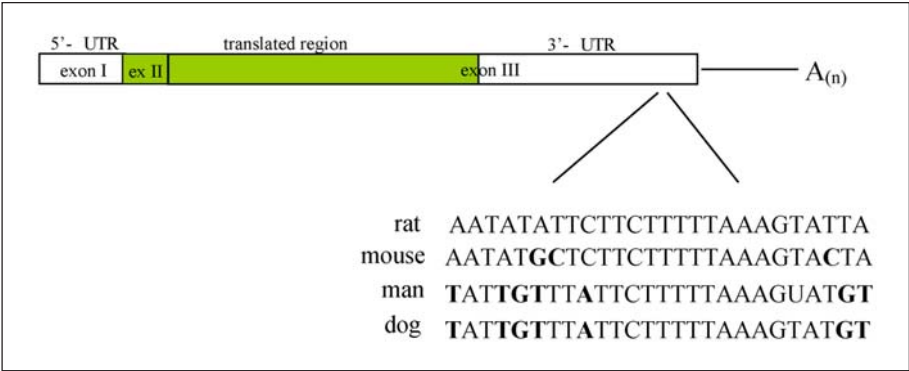 5'- UTR translated region 3'- UTR
exon I ex II exon III A(n)
rat AATATATTCTTCTTTTTAAAGTATTA
mouse AATATGCTCTTCTTTTTAAAGTACTA
man TATTGTTTATTCTTTTTAAAGUATGT
dog TATTGTTTATTCTTTTTAAAGTATGT